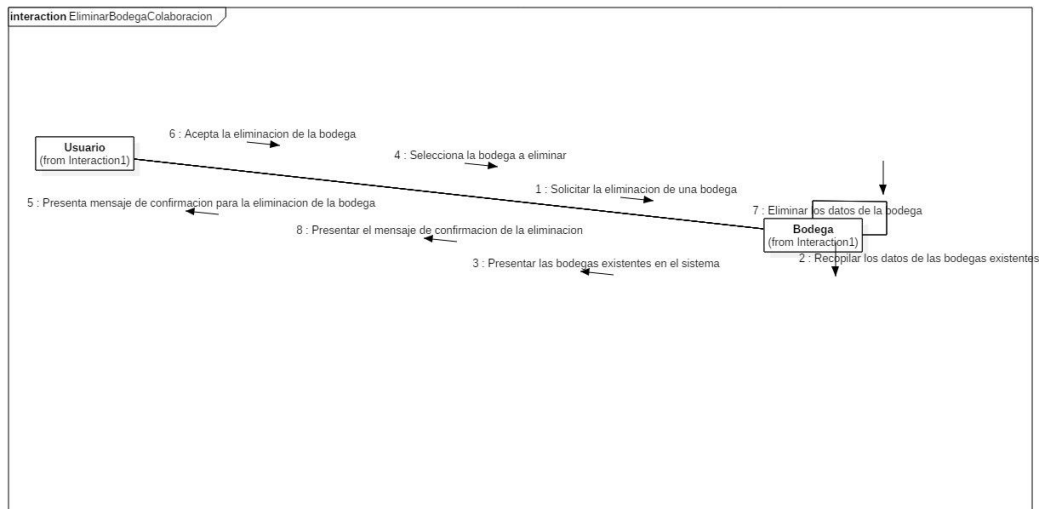 interaction EliminarBodegaColaboracion
6 : Acepta la eliminacion de la bodega
Usuario
(from Interaction1)
4 : Selecciona la bodega a eliminar
1 : Solicitar la eliminacion de una bodega
5 : Presenta mensaje de confirmacion para la eliminacion de la bodega
7 : Eliminar los datos de la bodega
8 : Presentar el mensaje de confirmacion de la eliminacion
Bodega
(from Interaction1)
2 : Recopilar los datos de las bodegas existentes
3 : Presentar las bodegas existentes en el sistema